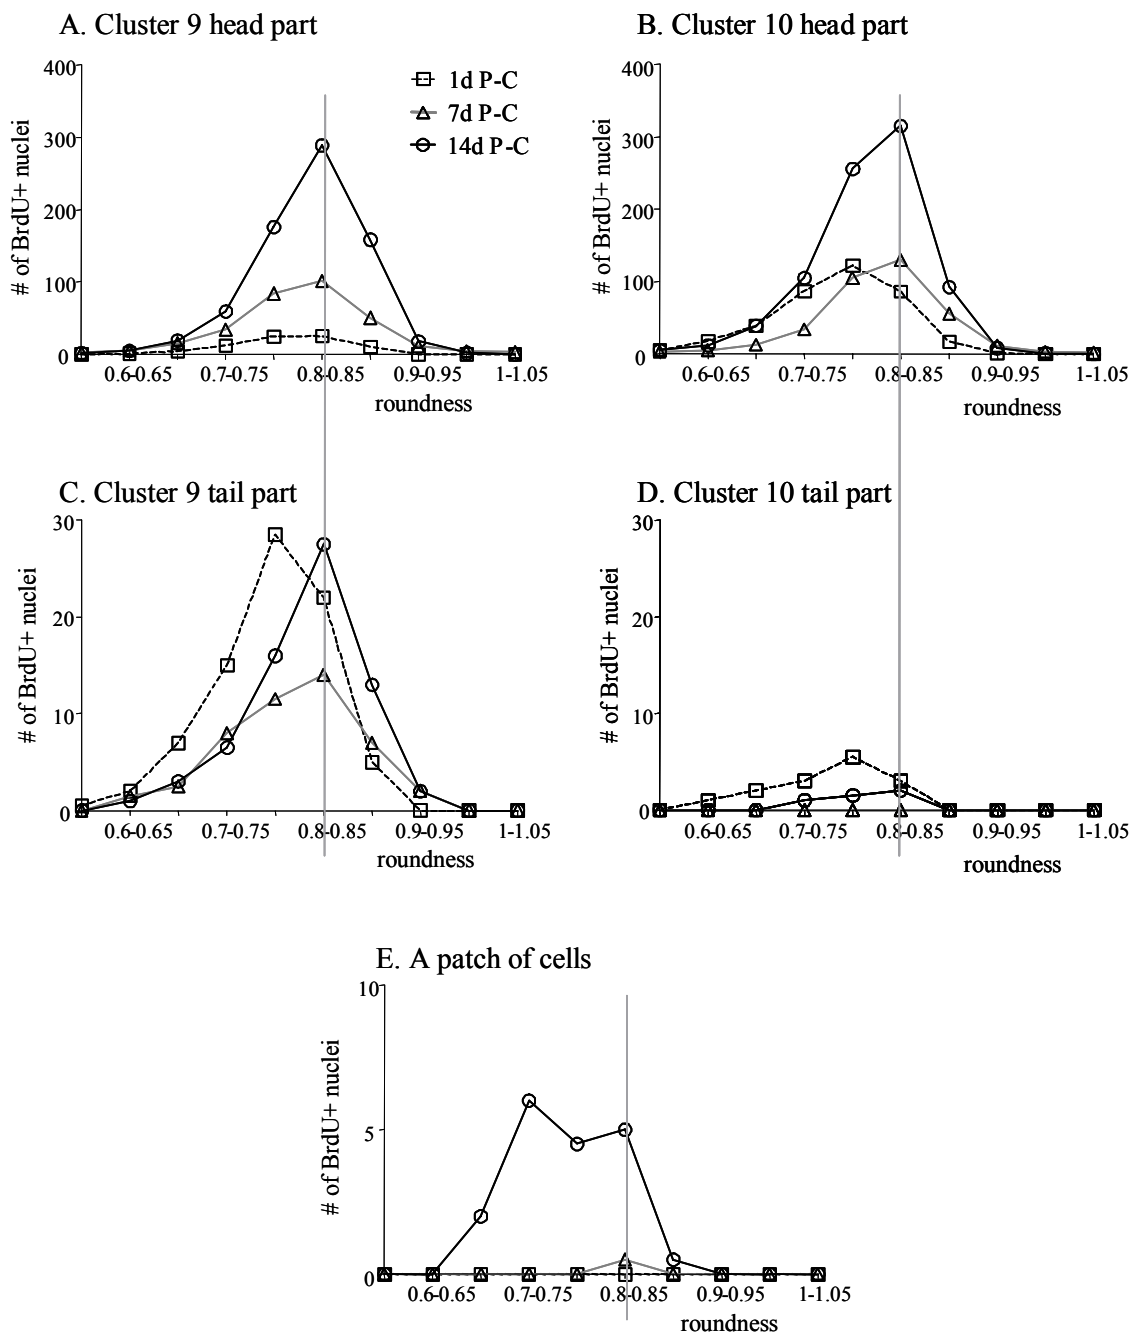 A. Cluster 9 head part
400
300
200
100
0
# of BrdU+ nuclei
1d P-C
7d P-C
14d P-C
0.6-0.65 0.7-0.75 0.8-0.85 0.9-0.95 1-1.05
roundness
B. Cluster 10 head part
400
300
200
100
0
# of BrdU+ nuclei
0.6-0.65 0.7-0.75 0.8-0.85 0.9-0.95 1-1.05
roundness
C. Cluster 9 tail part
30
20
10
0
# of BrdU+ nuclei
0.6-0.65 0.7-0.75 0.8-0.85 0.9-0.95 1-1.05
roundness
D. Cluster 10 tail part
30
20
10
0
# of BrdU+ nuclei
0.6-0.65 0.7-0.75 0.8-0.85 0.9-0.95 1-1.05
roundness
E. A patch of cells
10
5
0
# of BrdU+ nuclei
0.6-0.65 0.7-0.75 0.8-0.85 0.9-0.95 1-1.05
roundness